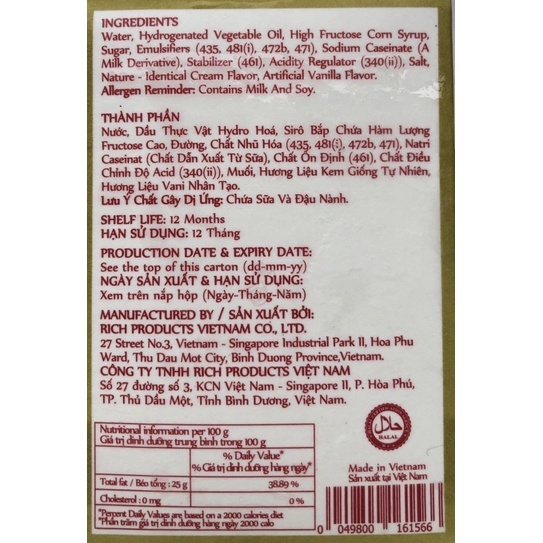 INGREDIENTS
Water, Hydrogenated Vegetable Oil, High Fructose Corn Syrup,
Sugar, Emulsifiers (435, 481(i), 472b, 471), Sodium Caseinate (A
Milk Derivative), Stabilizer (461), Acidity Regulator (340(ii)), Salt,
Nature - Identical Cream Flavor, Artificial Vanilla Flavor.
Allergen Reminder: Contains Milk And Soy.
THÀNH PHẦN
Nước, Dầu Thực Vật Hydro Hoá, Sirô Bắp Chứa Hàm Lượng
Fructose Cao, Đường, Chất Nhũ Hóa (435, 481(i), 472b, 471), Natri
Caseinat (Chất Dẫn Xuất Từ Sữa), Chất Ổn Định (461), Chất Điều
Chỉnh Độ Acid (340(ii)), Muối, Hương Liệu Kem Giống Tự Nhiên,
Hương Liệu Vani Nhân Tạo.
Lưu Ý Chất Gây Dị Ứng: Chứa Sữa Và Đậu Nành.
SHELF LIFE: 12 Months
HẠN SỬ DỤNG: 12 Tháng
PRODUCTION DATE & EXPIRY DATE:
See the top of this carton (dd-mm-yy)
NGÀY SẢN XUẤT & HẠN SỬ DỤNG:
Xem trên nắp hộp (Ngày-Tháng-Năm)
MANUFACTURED BY / SẢN XUẤT BỞI:
RICH PRODUCTS VIETNAM CO., LTD.
27 Street No.3, Vietnam - Singapore Industrial Park II, Hoa Phu
Ward, Thu Dau Mot City, Binh Duong Province,Vietnam.
CÔNG TY TNHH RICH PRODUCTS VIỆT NAM
Số 27 đường số 3, KCN Việt Nam - Singapore II, P. Hòa Phú,
TP. Thủ Dầu Một, Tỉnh Bình Dương, Việt Nam.
Nutritional information per 100 g
Giá trị dinh dưỡng trung bình trong 100 g
% Daily Value*
% Giá trị dinh dưỡng hàng ngày*
Total fat / Béo tổng : 25 g 38.89 %
Cholesterol : 0 mg 0 %
*Percent Daily Values are based on a 2000 calories diet
*Phần trăm giá trị dinh dưỡng hàng ngày 2000 calo
حلال
HALAL
Made in Vietnam
Sản xuất tại Việt Nam
0 049800 161566